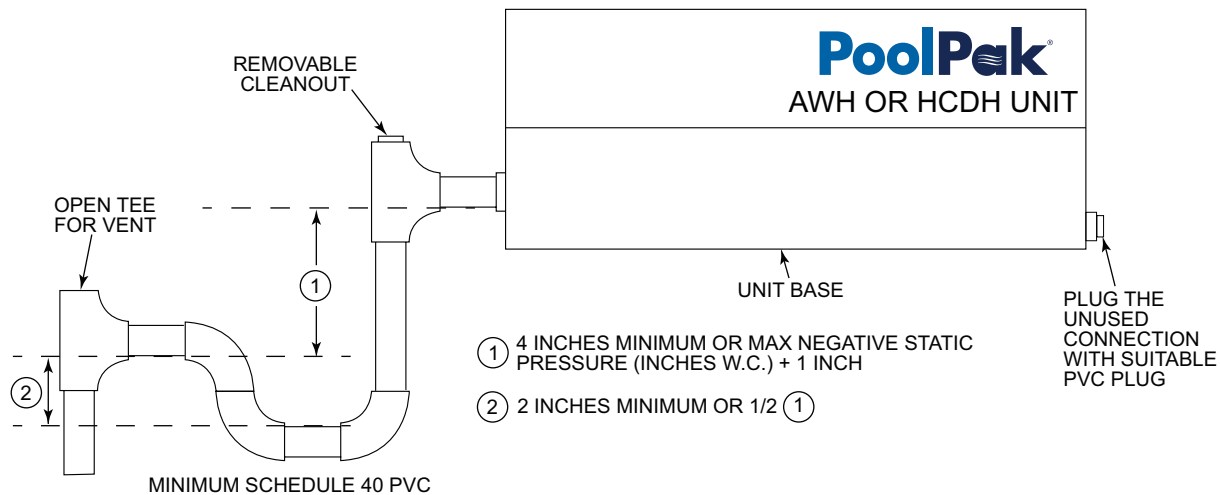 PoolPak®
AWH OR HCDH UNIT
REMOVABLE
CLEANOUT
OPEN TEE
FOR VENT
1
UNIT BASE
PLUG THE
UNUSED
CONNECTION
WITH SUITABLE
PVC PLUG
1 4 INCHES MINIMUM OR MAX NEGATIVE STATIC
PRESSURE (INCHES W.C.) + 1 INCH
2
2 2 INCHES MINIMUM OR 1/2 1
MINIMUM SCHEDULE 40 PVC